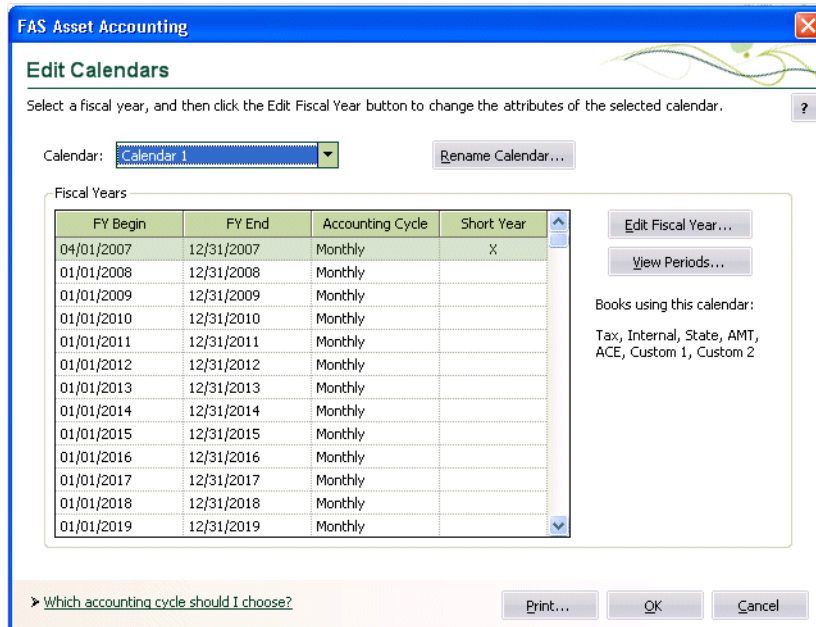 FAS Asset Accounting
Edit Calendars
Select a fiscal year, and then click the Edit Fiscal Year button to change the attributes of the selected calendar.
?
Calendar: Calendar 1 Rename Calendar...
Fiscal Years
FY Begin FY End Accounting Cycle Short Year
04/01/2007 12/31/2007 Monthly X
01/01/2008 12/31/2008 Monthly
01/01/2009 12/31/2009 Monthly
01/01/2010 12/31/2010 Monthly
01/01/2011 12/31/2011 Monthly
01/01/2012 12/31/2012 Monthly
01/01/2013 12/31/2013 Monthly
01/01/2014 12/31/2014 Monthly
01/01/2015 12/31/2015 Monthly
01/01/2016 12/31/2016 Monthly
01/01/2017 12/31/2017 Monthly
01/01/2018 12/31/2018 Monthly
01/01/2019 12/31/2019 Monthly
Edit Fiscal Year...
View Periods...
Books using this calendar:
Tax, Internal, State, AMT,
ACE, Custom 1, Custom 2
Which accounting cycle should I choose?
Print... OK Cancel